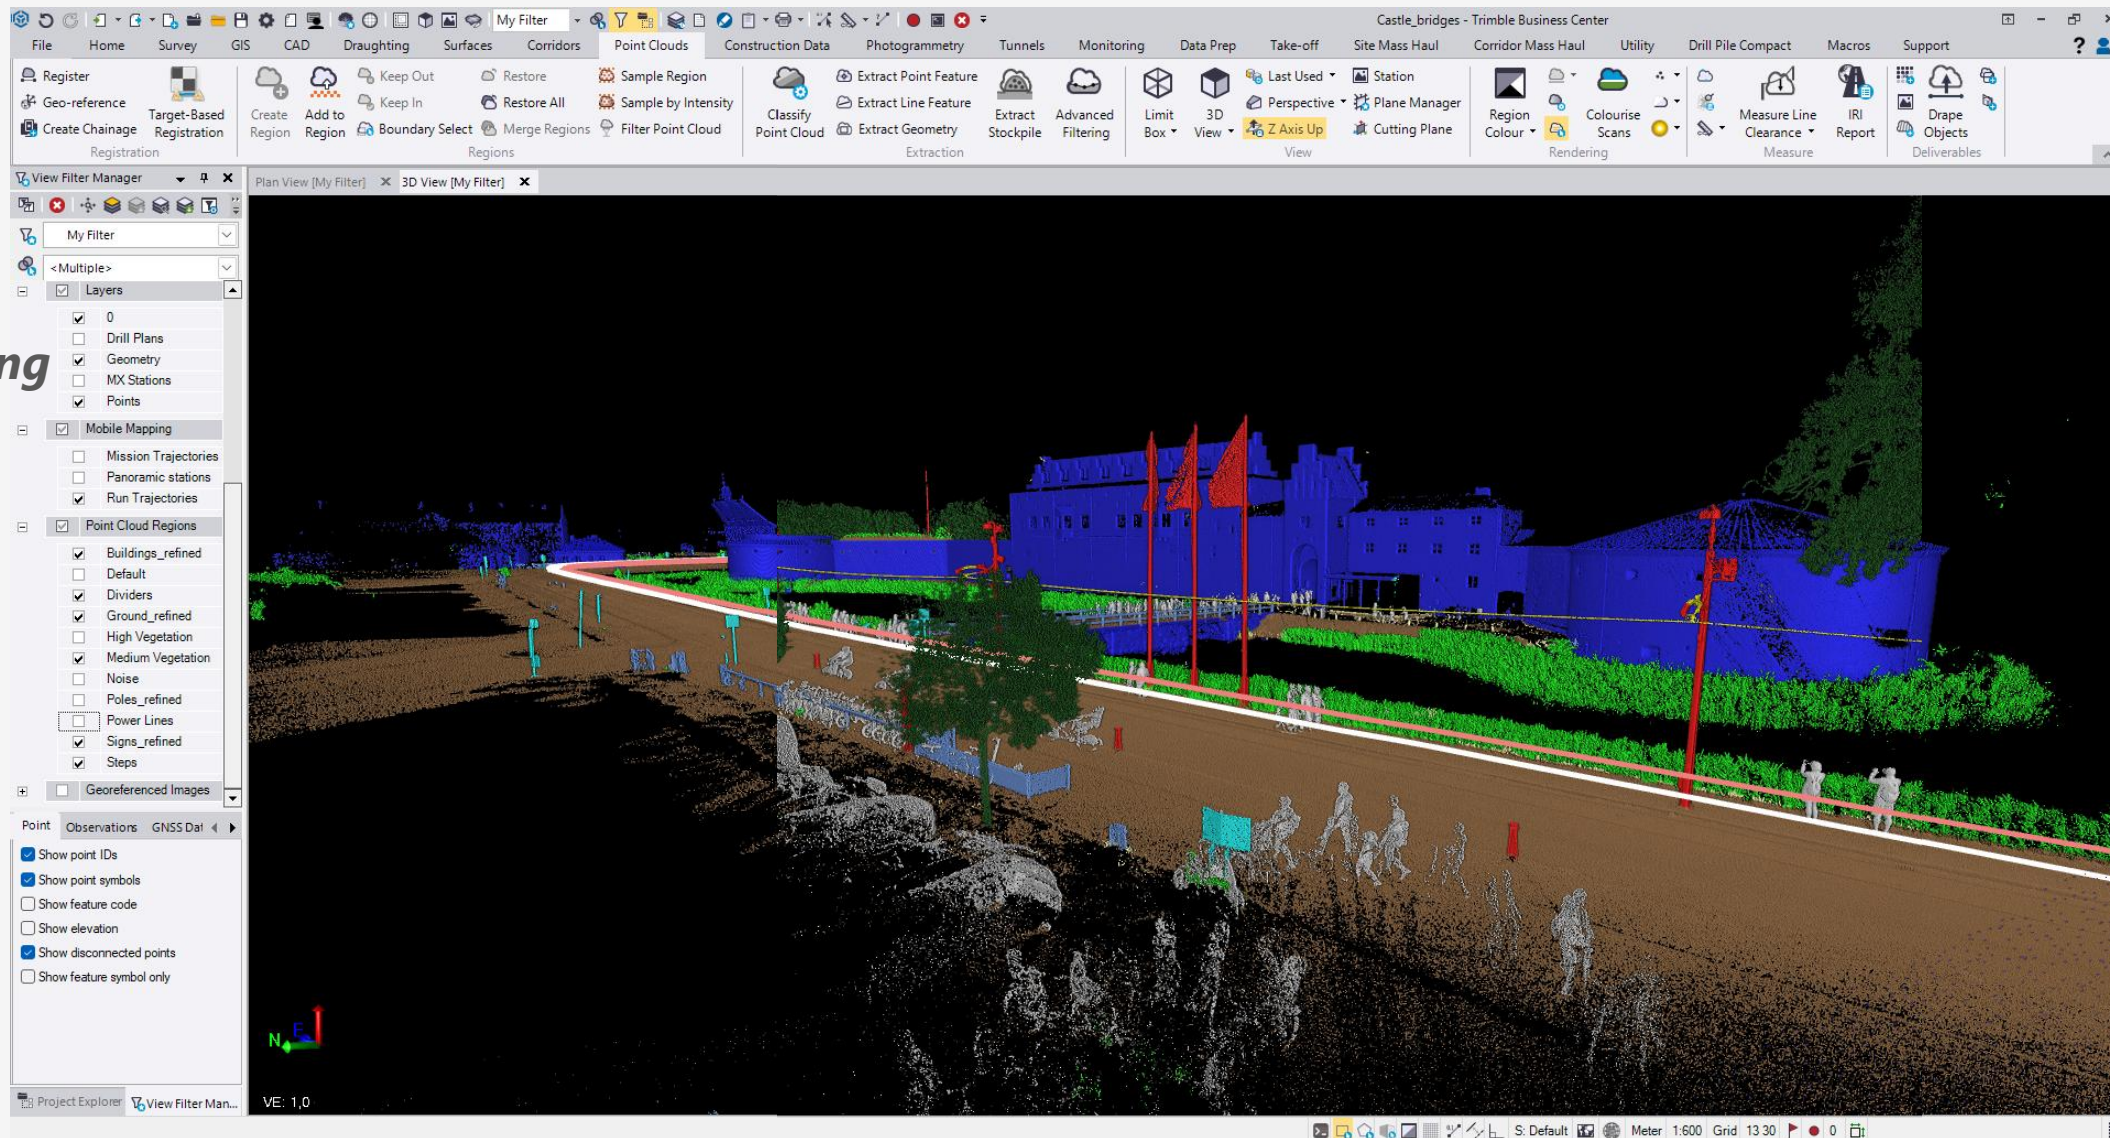 My Filter
Castle_bridges - Trimble Business Center
File Home Survey GIS CAD Draughting Surfaces Corridors Point Clouds Construction Data Photogrammetry Tunnels Monitoring Data Prep Take-off Site Mass Haul Corridor Mass Haul Utility Drill Pile Compact Macros Support
Register
Geo-reference
Create Chainage
Target-Based
Registration
Registration
Create
Region
Add to
Region
Keep Out
Keep In
Boundary Select
Restore
Restore All
Merge Regions
Sample Region
Sample by Intensity
Filter Point Cloud
Regions
Classify
Point Cloud
Extract Point Feature
Extract Line Feature
Extract Geometry
Extract
Stockpile
Advanced
Filtering
Extraction
Limit
Box
3D
View
Last Used
Perspective
Z Axis Up
Station
Plane Manager
Cutting Plane
View
Region
Colour
Colourise
Scans
Rendering
Measure Line
Clearance
IRI
Report
Measure
Drape
Objects
Deliverables
View Filter Manager
Plan View [My Filter]
3D View [My Filter]
My Filter
<Multiple>
Layers
0
Drill Plans
ng
Geometry
MX Stations
Points
Mobile Mapping
Mission Trajectories
Panoramic stations
Run Trajectories
Point Cloud Regions
Buildings_refined
Default
Dividers
Ground_refined
High Vegetation
Medium Vegetation
Noise
Poles_refined
Power Lines
Signs_refined
Steps
Georeferenced Images
Point Observations GNSS Dat
Show point IDs
Show point symbols
Show feature code
Show elevation
Show disconnected points
Show feature symbol only
N E
VE: 1,0
Project Explorer
View Filter Man...
S: Default
Meter
1:600
Grid
13 30
0